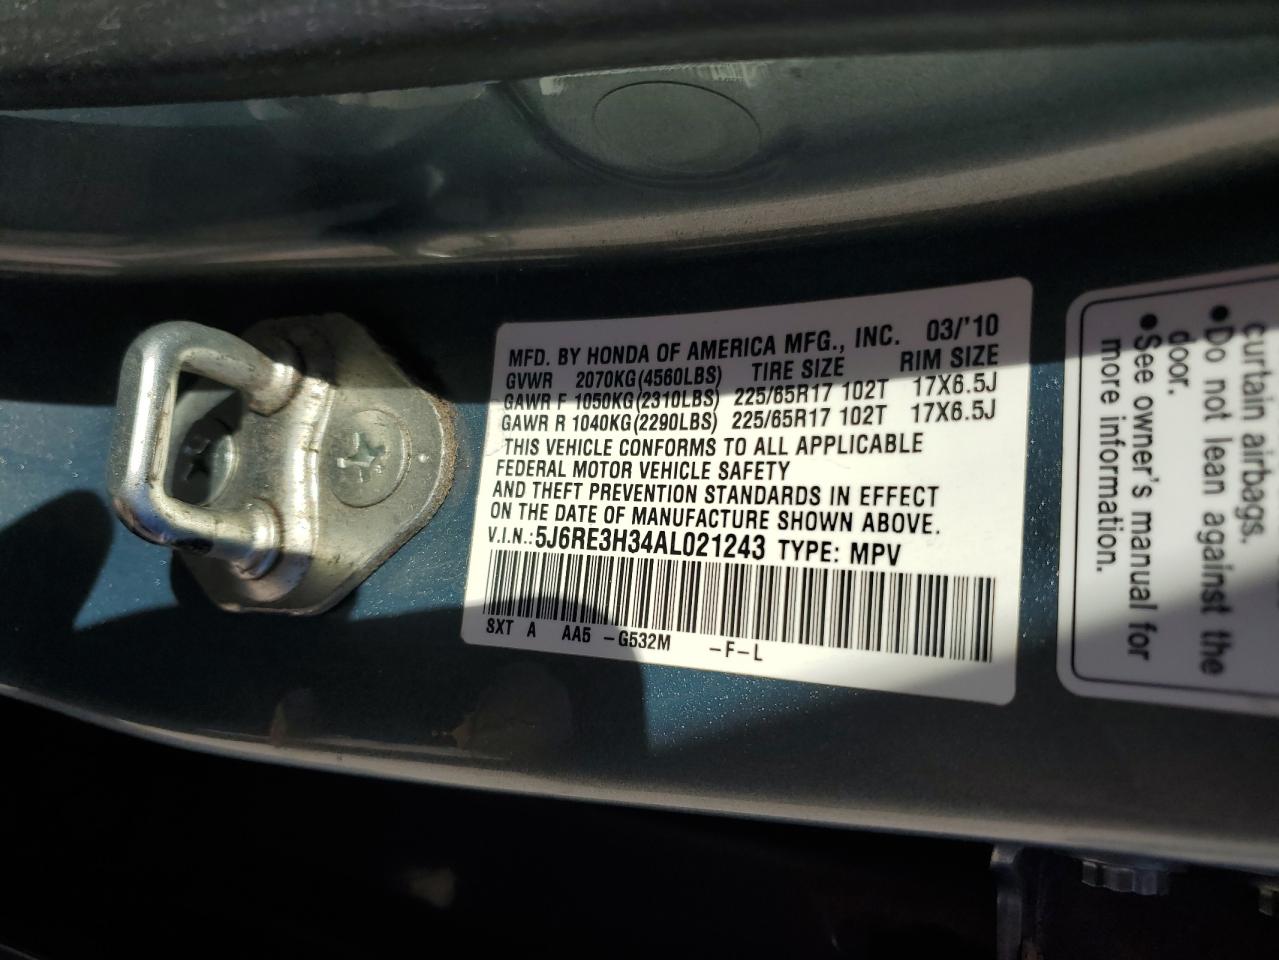 MFD. BY HONDA OF AMERICA MFG., INC. 03/'10
GVWR 2070KG(4560LBS) TIRE SIZE RIM SIZE
GAWR F 1050KG(2310LBS) 225/65R17 102T 17X6.5J
GAWR R 1040KG(2290LBS) 225/65R17 102T 17X6.5J
THIS VEHICLE CONFORMS TO ALL APPLICABLE
FEDERAL MOTOR VEHICLE SAFETY
AND THEFT PREVENTION STANDARDS IN EFFECT
ON THE DATE OF MANUFACTURE SHOWN ABOVE.
V.I.N.: 5J6RE3H34AL021243 TYPE: MPV
SXT A AA5 -G532M -F-L
curtain airbags.
●Do not lean against the
door.
●See owner's manual for
more information.